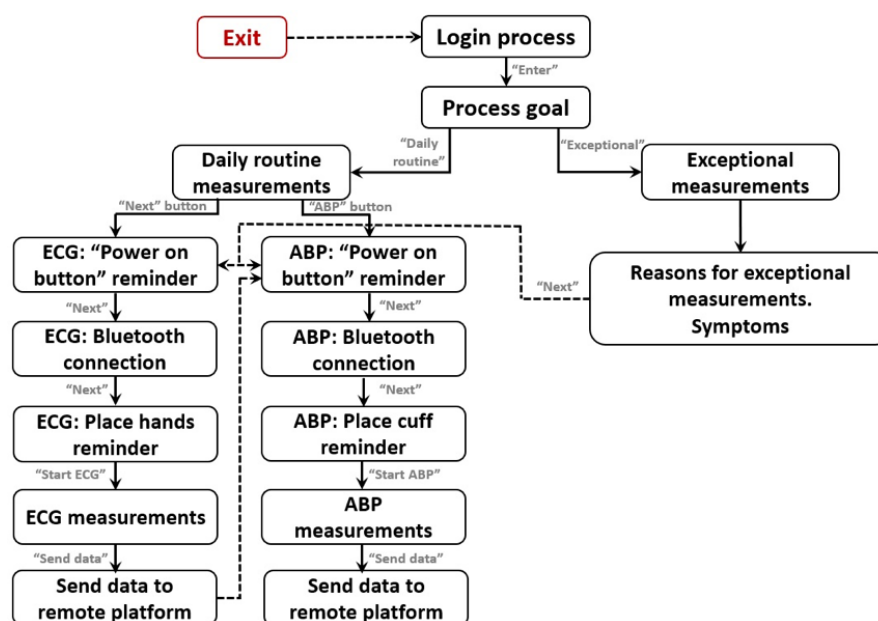 Exit
Login process
“Enter”
Process goal
“Daily
routine”
“Exceptional”
Daily routine
measurements
Exceptional
measurements
“Next” button
“ABP” button
ECG: “Power on
button” reminder
ABP: “Power on
button” reminder
Reasons for exceptional
measurements.
Symptoms
“Next”
“Next”
“Next”
ECG: Bluetooth
connection
ABP: Bluetooth
connection
“Next”
“Next”
ECG: Place hands
reminder
ABP: Place cuff
reminder
“Start ECG”
“Start ABP”
ECG measurements
ABP
measurements
“Send data”
“Send data”
Send data to
remote platform
Send data to
remote platform